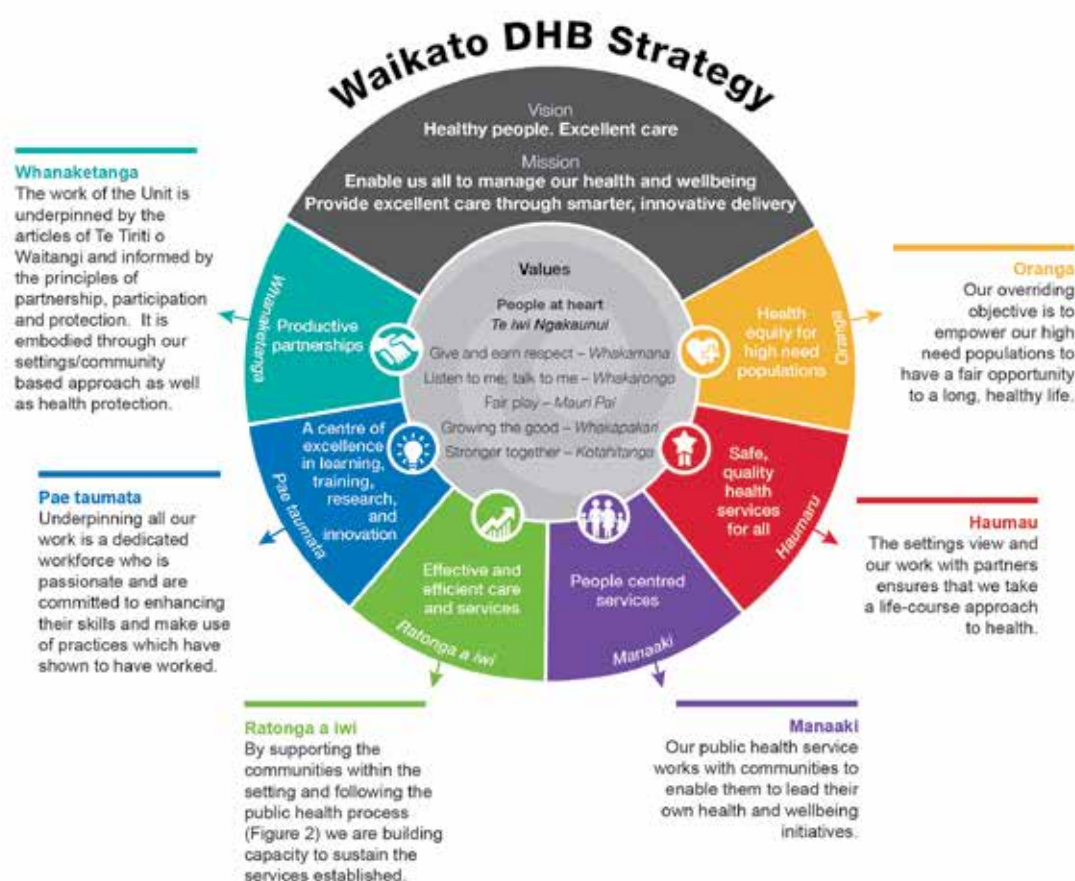 Waikato DHB Strategy
Vision
Healthy people. Excellent care
Mission
Enable us all to manage our health and wellbeing
Provide excellent care through smarter, innovative delivery
Values
People at heart
Te iwi Ngakaunui
Give and earn respect – Whakamana
Listen to me; talk to me – Whakarongo
Fair play – Mauri Pai
Growing the good – Whakapakari
Stronger together – Kotahitanga
Whanaketanga
Productive
partnerships
Pae taumata
A centre of
excellence
in learning,
training,
research,
and
innovation
Ratonga a iwi
Effective and
efficient care
and services
Manaaki
People centred
services
Haumaru
Safe,
quality
health
services
for all
Oranga
Health
equity for
high need
populations
Whanaketanga
The work of the Unit is
underpinned by the
articles of Te Tiriti o
Waitangi and informed by
the principles of
partnership, participation
and protection. It is
embodied through our
settings/community
based approach as well
as health protection.
Pae taumata
Underpinning all our
work is a dedicated
workforce who is
passionate and are
committed to enhancing
their skills and make use
of practices which have
shown to have worked.
Ratonga a iwi
By supporting the
communities within the
setting and following the
public health process
(Figure 2) we are building
capacity to sustain the
services established.
Manaaki
Our public health service
works with communities to
enable them to lead their
own health and wellbeing
initiatives.
Haumau
The settings view and
our work with partners
ensures that we take
a life-course approach
to health.
Oranga
Our overriding
objective is to
empower our high
need populations to
have a fair opportunity
to a long, healthy life.